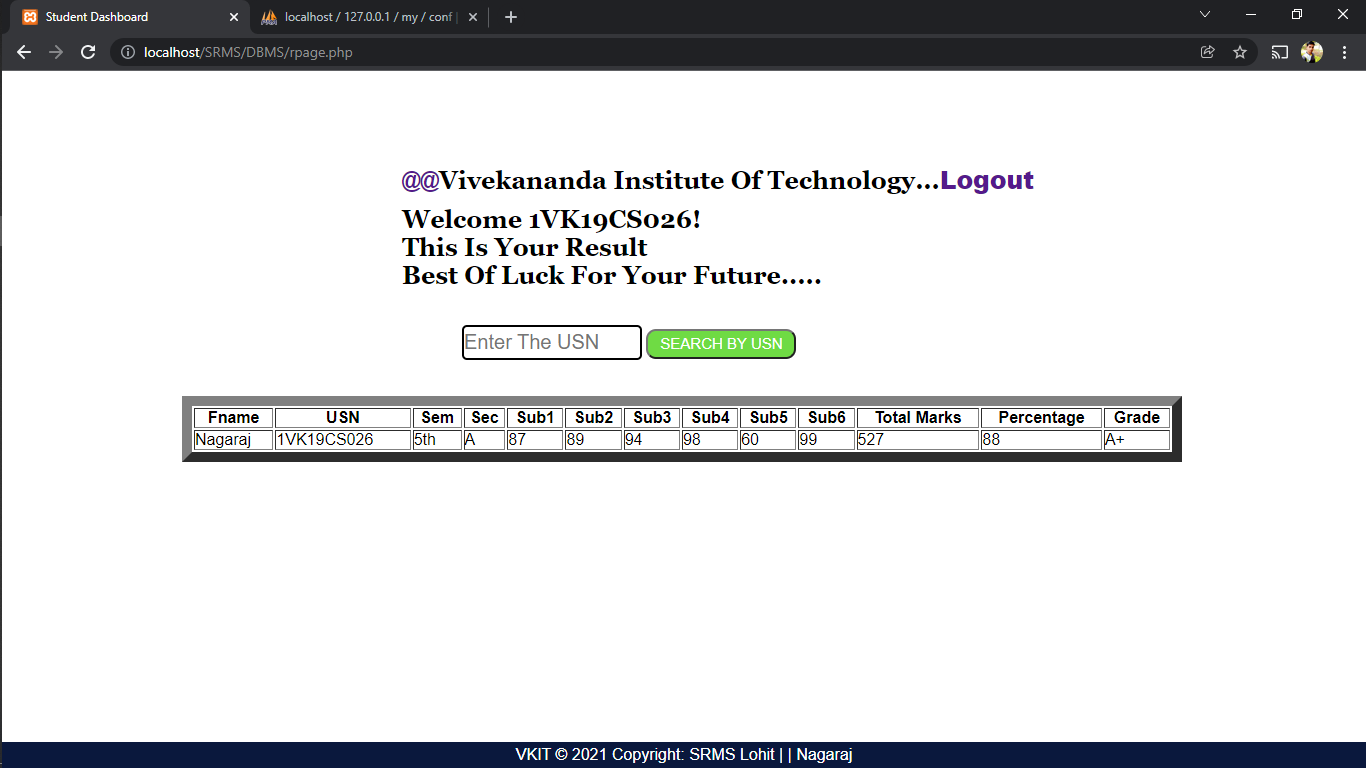 Student Dashboard
localhost / 127.0.0.1 / my / conf
localhost/SRMS/DBMS/rpage.php
@@Vivekananda Institute Of Technology...Logout
Welcome 1VK19CS026!
This Is Your Result
Best Of Luck For Your Future.....
Enter The USN SEARCH BY USN
Fname USN Sem Sec Sub1 Sub2 Sub3 Sub4 Sub5 Sub6 Total Marks Percentage Grade
Nagaraj 1VK19CS026 5th A 87 89 94 98 60 99 527 88 A+
VKIT © 2021 Copyright: SRMS Lohit | | Nagaraj